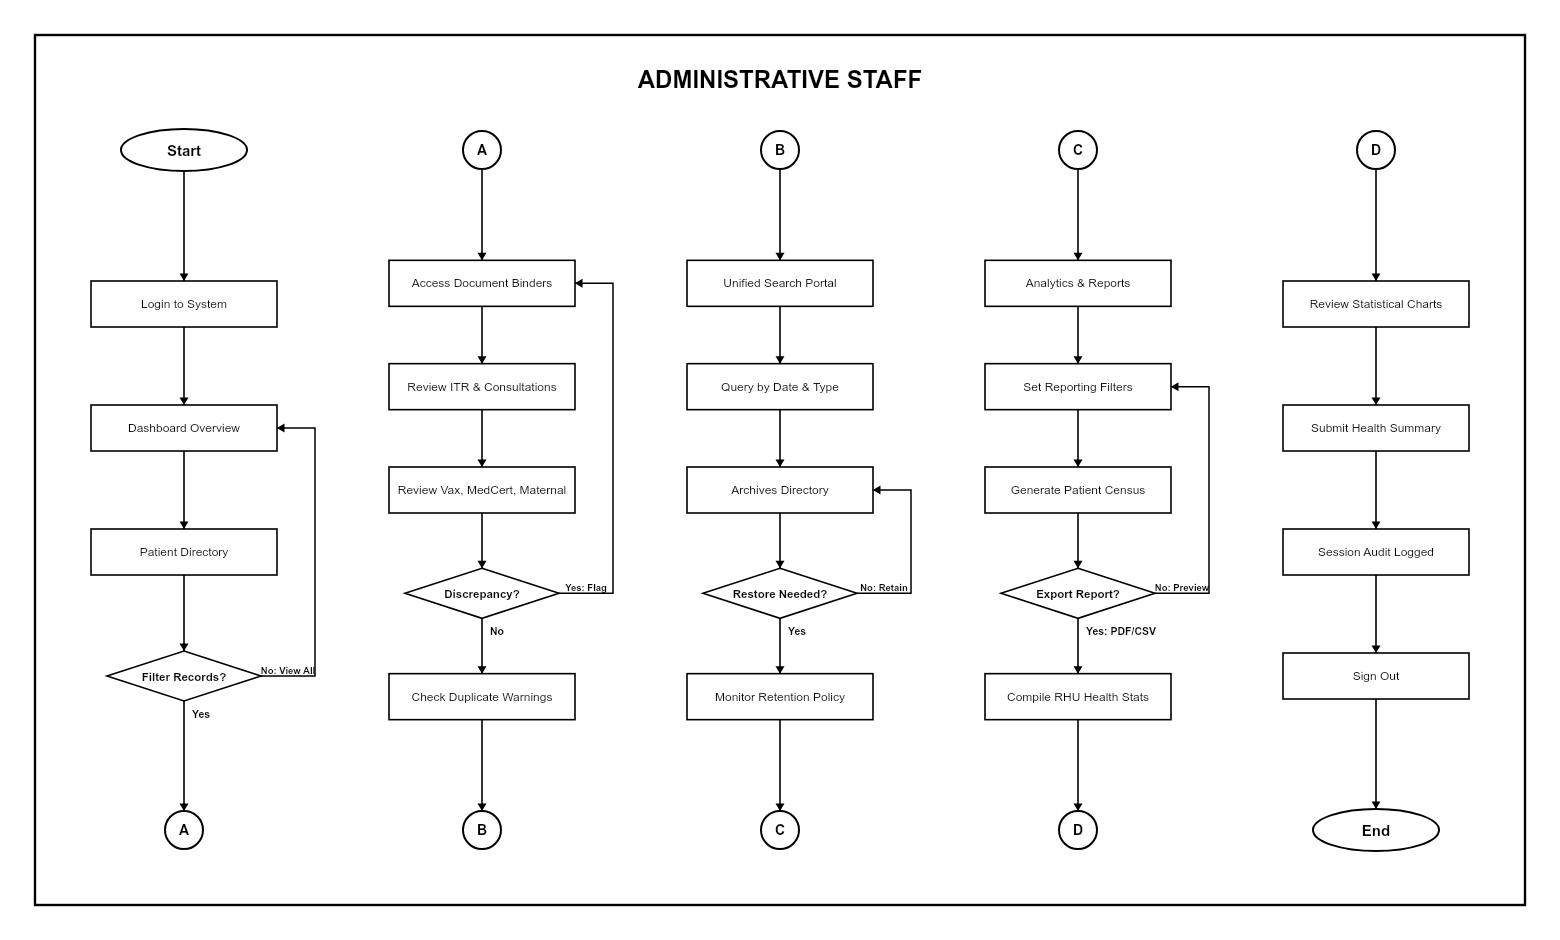 ADMINISTRATIVE STAFF
Start
Login to System
Dashboard Overview
Patient Directory
Filter Records?
No: View All
Yes
A
A
Access Document Binders
Review ITR & Consultations
Review Vax, MedCert, Maternal
Discrepancy?
Yes: Flag
No
Check Duplicate Warnings
B
B
Unified Search Portal
Query by Date & Type
Archives Directory
Restore Needed?
No: Retain
Yes
Monitor Retention Policy
C
C
Analytics & Reports
Set Reporting Filters
Generate Patient Census
Export Report?
No: Preview
Yes: PDF/CSV
Compile RHU Health Stats
D
D
Review Statistical Charts
Submit Health Summary
Session Audit Logged
Sign Out
End